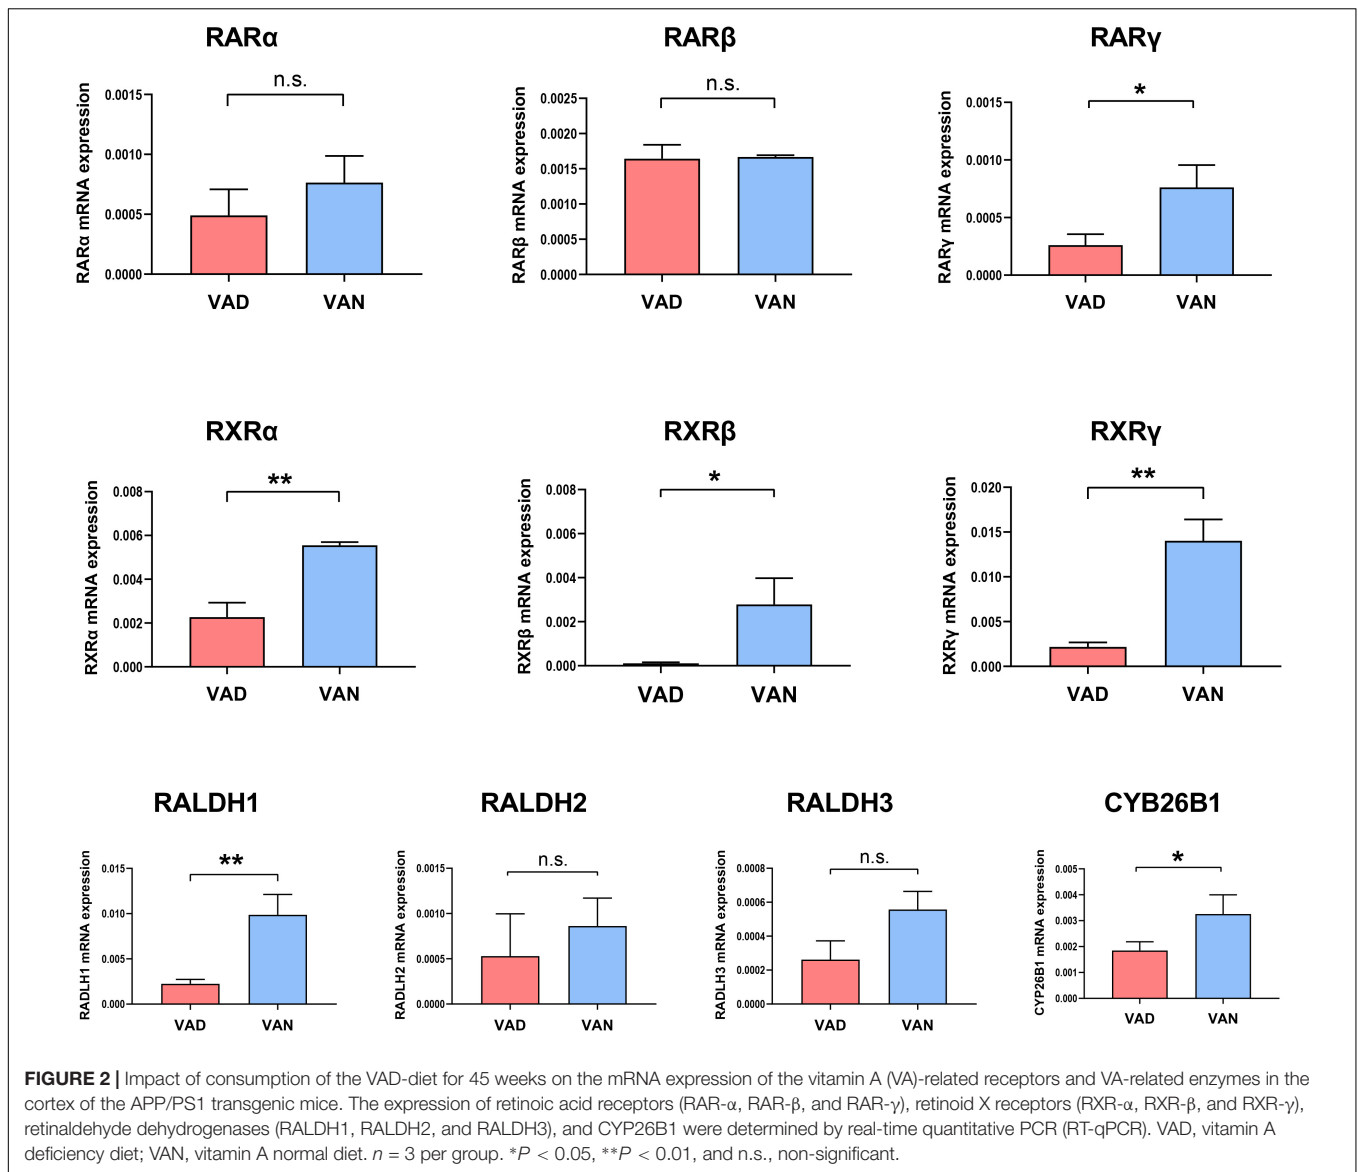 RARα
RARβ
RARγ
n.s.
n.s.
*
RARα mRNA expression
0.0015
0.0010
0.0005
0.0000
VAD
VAN
RARβ mRNA expression
0.0025
0.0020
0.0015
0.0010
0.0005
0.0000
VAD
VAN
RARγ mRNA expression
0.0015
0.0010
0.0005
0.0000
VAD
VAN
RXRα
RXRβ
RXRγ
**
*
**
RXRα mRNA expression
0.008
0.006
0.004
0.002
0.000
VAD
VAN
RXRβ mRNA expression
0.008
0.006
0.004
0.002
0.000
VAD
VAN
RXRγ mRNA expression
0.020
0.015
0.010
0.005
0.000
VAD
VAN
RALDH1
RALDH2
RALDH3
CYB26B1
**
n.s.
n.s.
*
RADLH1 mRNA expression
0.015
0.010
0.005
0.000
VAD
VAN
RADLH2 mRNA expression
0.0015
0.0010
0.0005
0.0000
VAD
VAN
RADLH3 mRNA expression
0.0008
0.0006
0.0004
0.0002
0.0000
VAD
VAN
CYP26B1 mRNA expression
0.005
0.004
0.003
0.002
0.001
0.000
VAD
VAN
FIGURE 2 | Impact of consumption of the VAD-diet for 45 weeks on the mRNA expression of the vitamin A (VA)-related receptors and VA-related enzymes in the
cortex of the APP/PS1 transgenic mice. The expression of retinoic acid receptors (RAR-α, RAR-β, and RAR-γ), retinoid X receptors (RXR-α, RXR-β, and RXR-γ),
retinaldehyde dehydrogenases (RALDH1, RALDH2, and RALDH3), and CYP26B1 were determined by real-time quantitative PCR (RT-qPCR). VAD, vitamin A
deficiency diet; VAN, vitamin A normal diet. n = 3 per group. *P < 0.05, **P < 0.01, and n.s., non-significant.